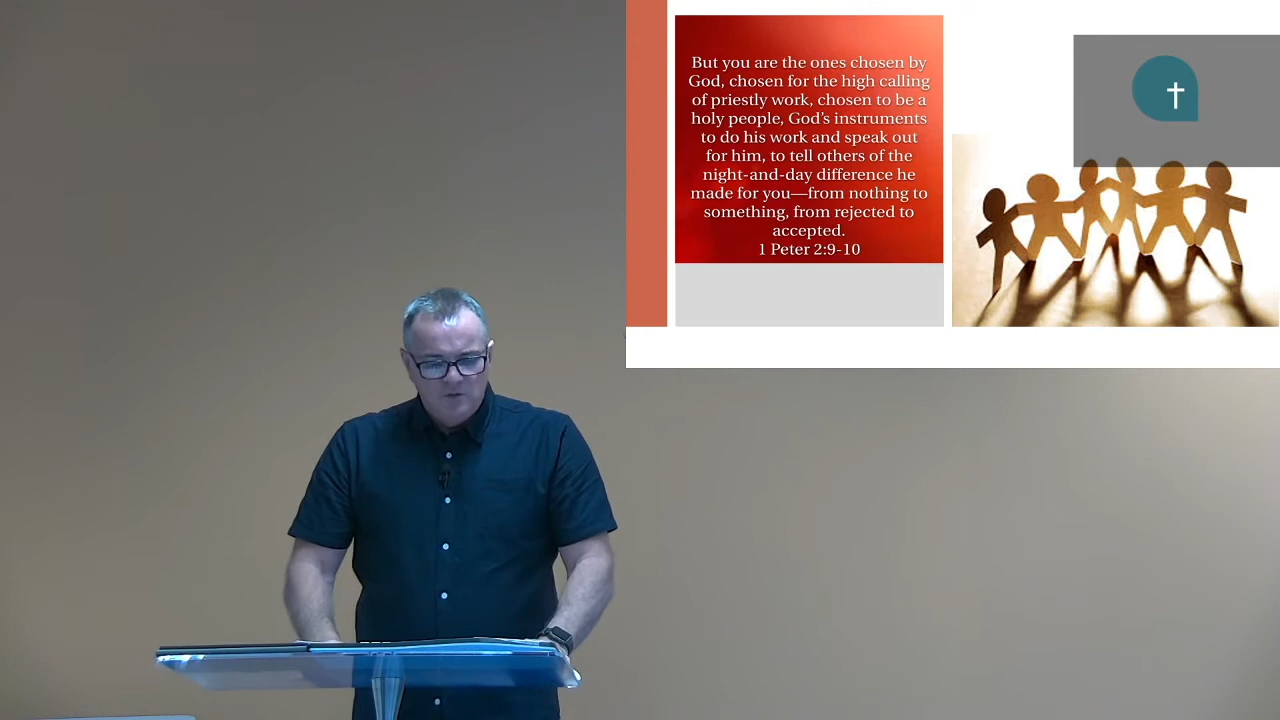 But you are the ones chosen by
God, chosen for the high calling
of priestly work, chosen to be a
holy people, God’s instruments
to do his work and speak out
for him, to tell others of the
night-and-day difference he
made for you—from nothing to
something, from rejected to
accepted.
1 Peter 2:9-10